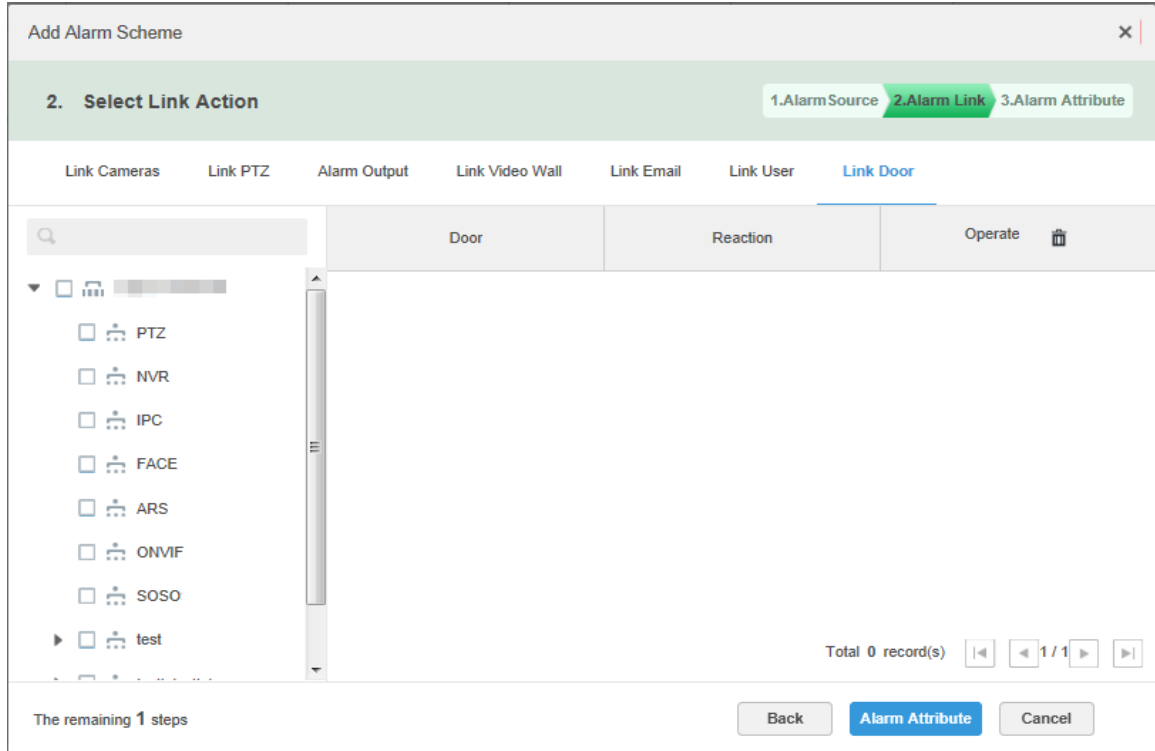 Add Alarm Scheme
2. Select Link Action
1.Alarm Source 2.Alarm Link 3.Alarm Attribute
Link Cameras Link PTZ Alarm Output Link Video Wall Link Email Link User Link Door
Door Reaction Operate
PTZ
NVR
IPC
FACE
ARS
ONVIF
SOSO
test
Total 0 record(s) 1 / 1
The remaining 1 steps Back Alarm Attribute Cancel